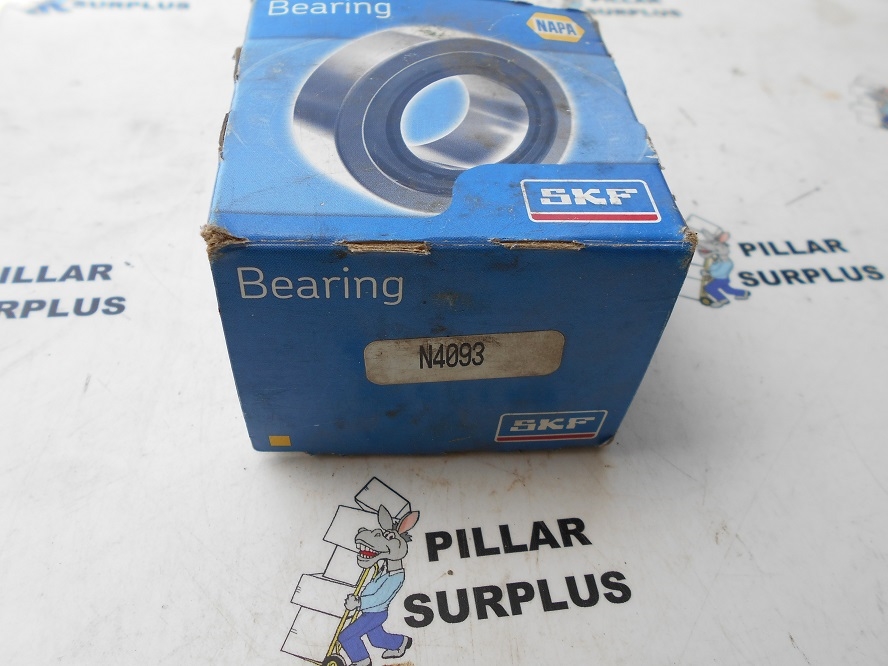 Bearing
NAPA
SKF
Bearing
N4093
SKF
PILLAR
SURPLUS
PILLAR
SURPLUS
PILLAR
SURPLUS